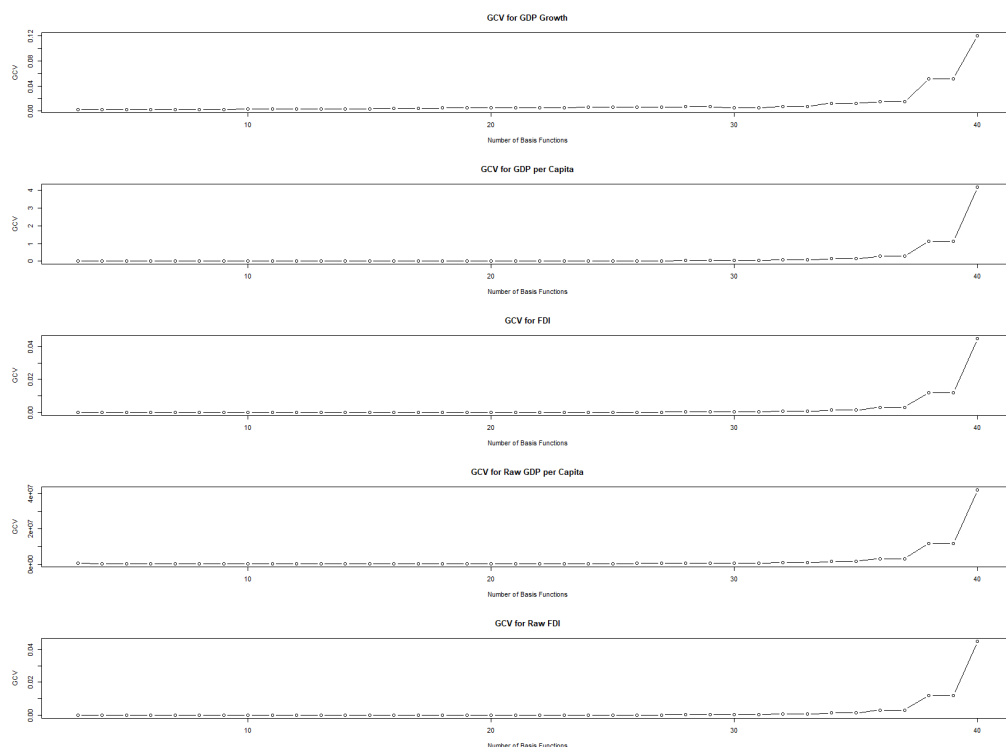 GCV for GDP Growth
GCV
0.00 0.04 0.08 0.12
10 20 30 40
Number of Basis Functions
GCV for GDP per Capita
GCV
0 1 2 3 4
10 20 30 40
Number of Basis Functions
GCV for FDI
GCV
0.00 0.02 0.04
10 20 30 40
Number of Basis Functions
GCV for Raw GDP per Capita
GCV
0e+00 2e+07 4e+07
10 20 30 40
Number of Basis Functions
GCV for Raw FDI
GCV
0.00 0.02 0.04
10 20 30 40
Number of Basis Functions